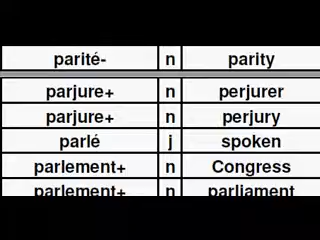 parité- n parity
parjure+ n perjurer
parjure+ n perjury
parlé j spoken
parlement+ n Congress
parlement+ n parliament